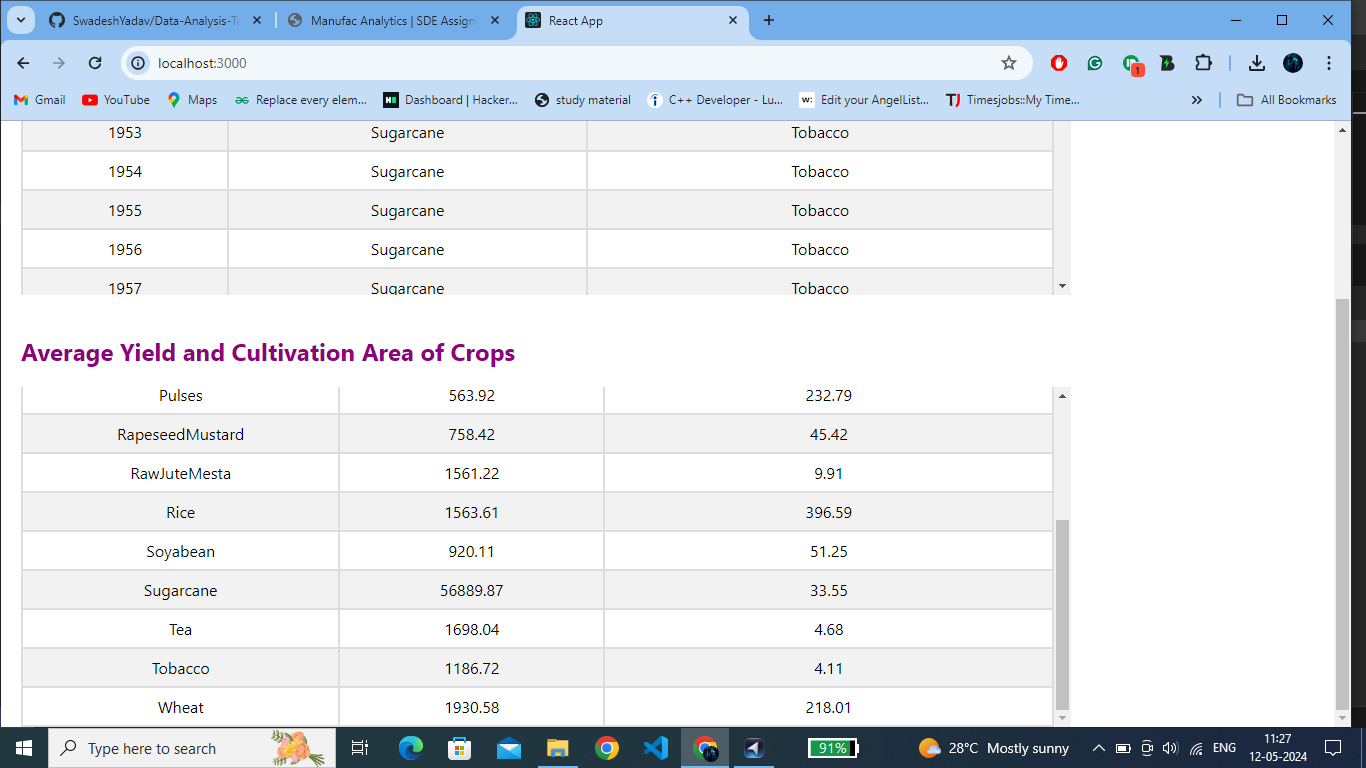 SwadeshYadav/Data-Analysis-Ta
Manufac Analytics | SDE Assignm
React App
localhost:3000
1
Gmail
YouTube
Maps
Replace every elem...
Dashboard | Hacker...
study material
C++ Developer - Lu...
Edit your AngelList...
Timesjobs::My Time...
All Bookmarks
1953 Sugarcane Tobacco
1954 Sugarcane Tobacco
1955 Sugarcane Tobacco
1956 Sugarcane Tobacco
1957 Sugarcane Tobacco
Average Yield and Cultivation Area of Crops
Pulses 563.92 232.79
RapeseedMustard 758.42 45.42
RawJuteMesta 1561.22 9.91
Rice 1563.61 396.59
Soyabean 920.11 51.25
Sugarcane 56889.87 33.55
Tea 1698.04 4.68
Tobacco 1186.72 4.11
Wheat 1930.58 218.01
Type here to search
91%
28°C Mostly sunny
ENG
11:27
12-05-2024